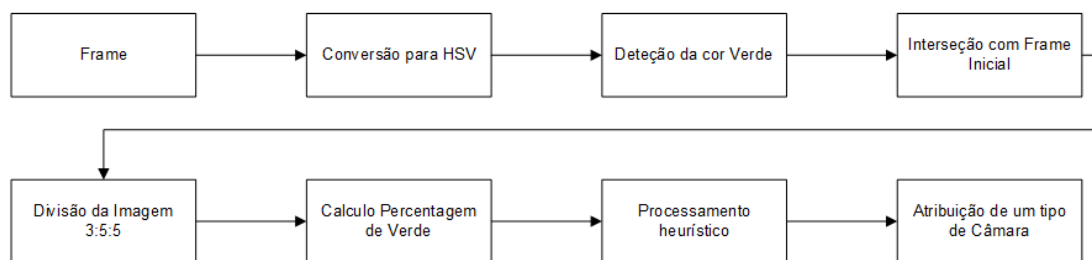 Frame
Conversão para HSV
Deteção da cor Verde
Interseção com Frame
Inicial
Divisão da Imagem
3:5:5
Calculo Percentagem
de Verde
Processamento
heurístico
Atribuição de um tipo
de Câmara